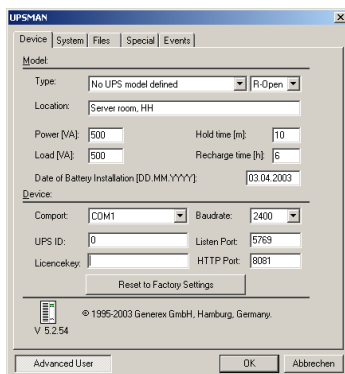 UPSMAN
Device System Files Special Events
Model:
Type: No UPS model defined R-Open
Location: Server room, HH
Power [VA]: 500 Hold time [m]: 10
Load [VA]: 500 Recharge time [h]: 6
Date of Battery Installation [DD.MM.YYYY]: 03.04.2003
Device:
Comport: COM1 Baudrate: 2400
UPS ID: 0 Listen Port: 5769
Licencekey: HTTP Port: 8081
Reset to Factory Settings
© 1995-2003 Generex GmbH, Hamburg, Germany.
V 5.2.54
Advanced User OK Abbrechen